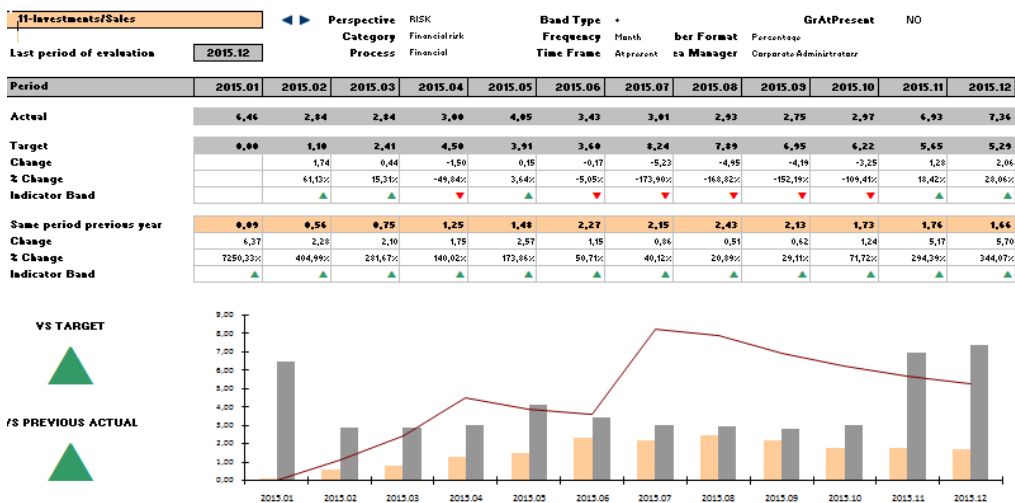 11-Investments/Sales Perspective RISK Band Type + GrAtPresent NO
Category Financial rirk Frequency Month ber Format Percentage
Last period of evaluation 2015.12 Process Financial Time Frame At present ea Manager Corporate Administrators
Period 2015.01 2015.02 2015.03 2015.04 2015.05 2015.06 2015.07 2015.08 2015.09 2015.10 2015.11 2015.12
Actual 6,46 2,84 2,84 3,00 4,05 3,43 3,01 2,93 2,75 2,97 6,93 7,36
Target 0,00 1,10 2,41 4,50 3,91 3,60 8,24 7,89 6,95 6,22 5,65 5,29
Change 1,74 0,44 -1,50 0,15 -0,17 -5,23 -4,95 -4,19 -3,25 1,28 2,06
% Change 61,13% 15,31% -49,84% 3,64% -5,05% -173,90% -168,82% -152,19% -109,41% 18,42% 28,06%
Indicator Band
Same period previous year 0,09 0,56 0,75 1,25 1,48 2,27 2,15 2,43 2,13 1,73 1,76 1,66
Change 6,37 2,28 2,10 1,75 2,57 1,15 0,86 0,51 0,62 1,24 5,17 5,70
% Change 7250,33% 404,99% 281,67% 140,02% 173,86% 50,71% 40,12% 20,89% 29,11% 71,72% 294,39% 344,07%
Indicator Band
VS TARGET
VS PREVIOUS ACTUAL
9,00
8,00
7,00
6,00
5,00
4,00
3,00
2,00
1,00
0,00
2015.01 2015.02 2015.03 2015.04 2015.05 2015.06 2015.07 2015.08 2015.09 2015.10 2015.11 2015.12